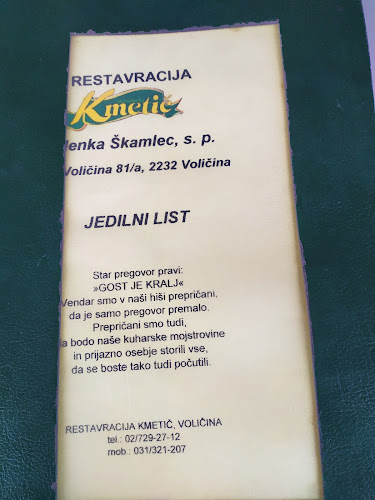 RESTAVRACIJA
Kmetič
lenka Škamlec, s. p.
Voličina 81/a, 2232 Voličina
JEDILNI LIST
Star pregovor pravi:
»GOST JE KRALJ«
Vendar smo v naši hiši prepričani,
da je samo pregovor premalo.
Prepričani smo tudi,
da bodo naše kuharske mojstrovine
in prijazno osebje storili vse,
da se boste tako tudi počutili.
RESTAVRACIJA KMETIČ, VOLIČINA
tel.: 02/729-27-12
mob.: 031/321-207